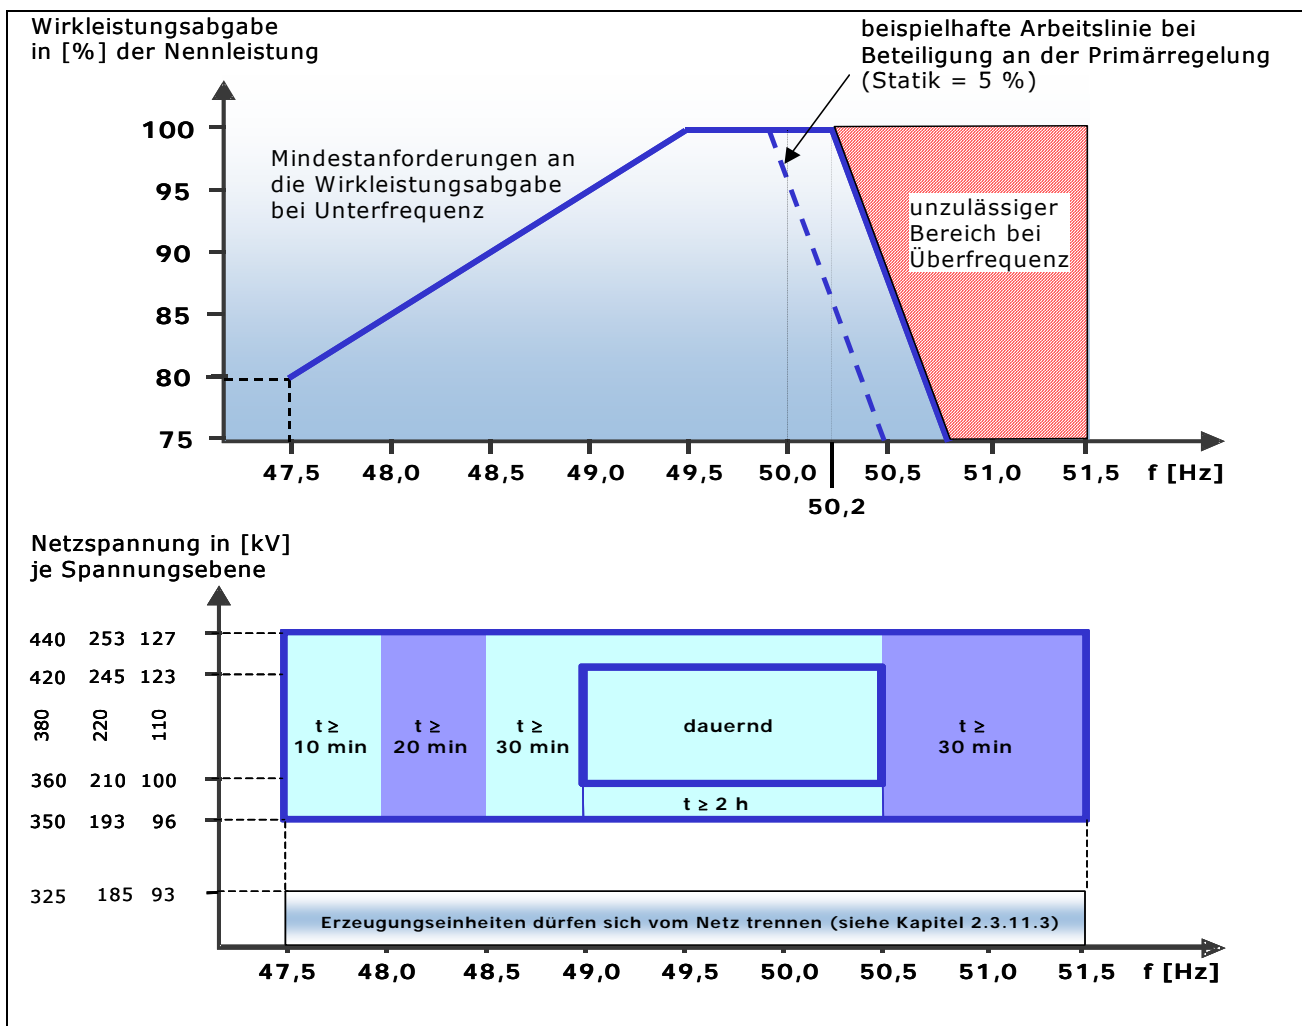 Wirkleistungsabgabe
in [%] der Nennleistung
beispielhafte Arbeitslinie bei
Beteiligung an der Primärregelung
(Statik = 5 %)
100
95
90
85
80
75
Mindestanforderungen an
die Wirkleistungsabgabe
bei Unterfrequenz
unzulässiger
Bereich bei
Überfrequenz
47,5 48,0 48,5 49,0 49,5 50,0 50,5 51,0 51,5 f [Hz]
50,2
Netzspannung in [kV]
je Spannungsebene
440 253 127
420 245 123
380 220 110
360 210 100
350 193 96
325 185 93
t ≥
10 min
t ≥
20 min
t ≥
30 min
dauernd
t ≥
30 min
t ≥ 2 h
Erzeugungseinheiten dürfen sich vom Netz trennen (siehe Kapitel 2.3.11.3)
47,5 48,0 48,5 49,0 49,5 50,0 50,5 51,0 51,5 f [Hz]